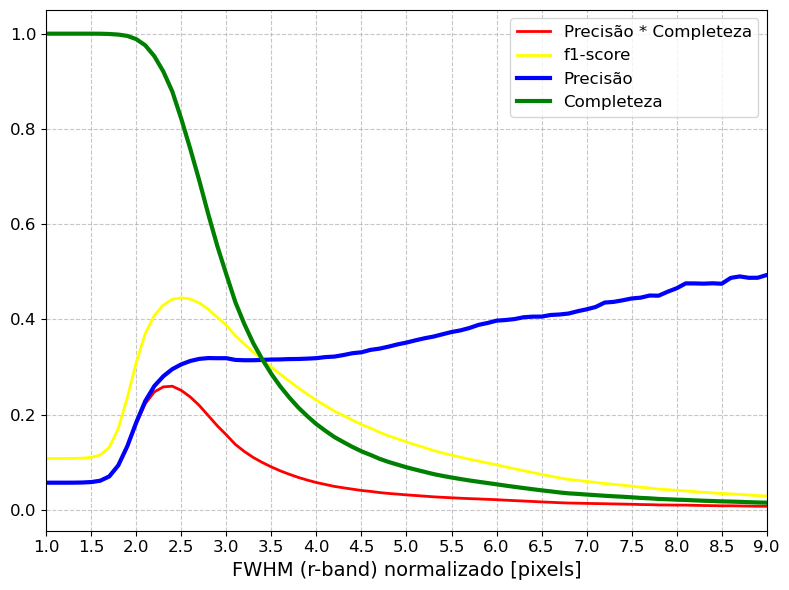 Precisão * Completeza
f1-score
Precisão
Completeza
1.0
0.8
0.6
0.4
0.2
0.0
1.0 1.5 2.0 2.5 3.0 3.5 4.0 4.5 5.0 5.5 6.0 6.5 7.0 7.5 8.0 8.5 9.0
FWHM (r-band) normalizado [pixels]